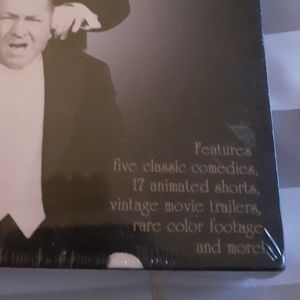 Features
five classic comedies,
17 animated shorts,
vintage movie trailers,
rare color footage
and more!